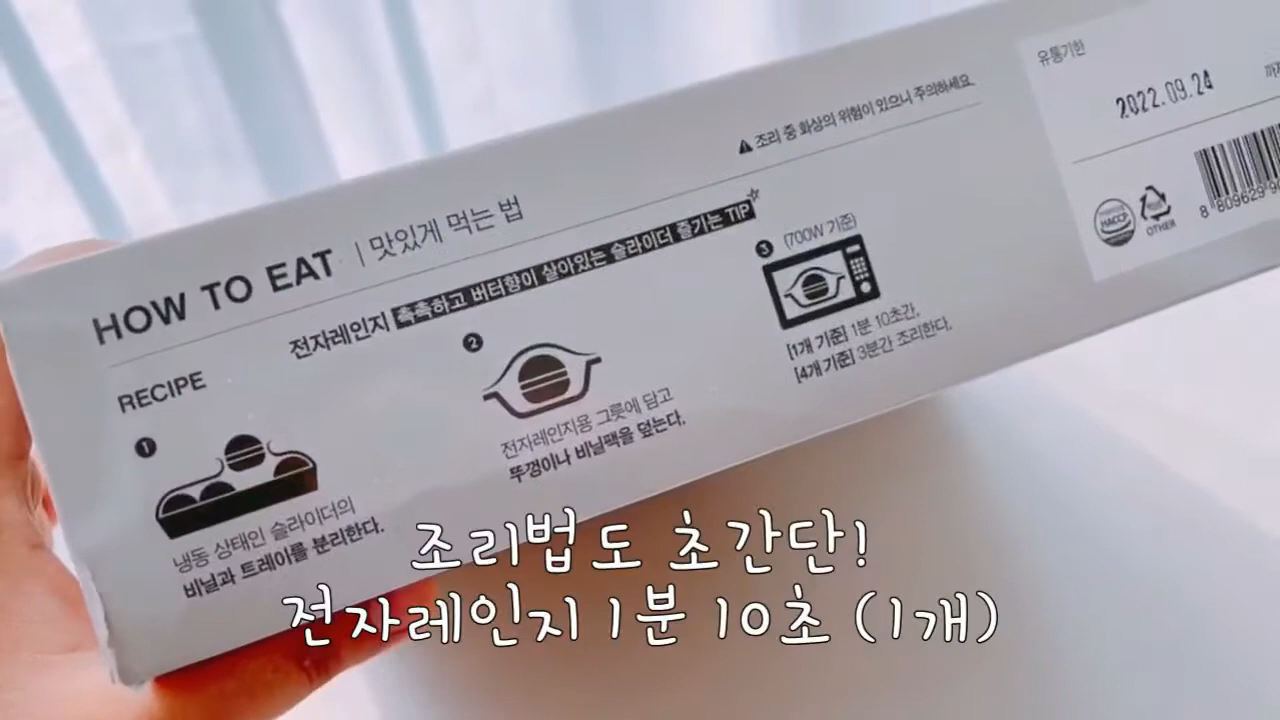 유통기한
2022.09.24
⚠ 조리 중 화상의 위험이 있으니 주의하세요.
HOW TO EAT | 맛있게 먹는 법
전자레인지 촉촉하고 버터향이 살아있는 슬라이더 즐기는 TIP
RECIPE
1
냉동 상태인 슬라이더의
비닐과 트레이를 분리한다.
2
전자레인지용 그릇에 담고
뚜껑이나 비닐팩을 덮는다.
3 (700W 기준)
[1개 기준] 1분 10초간,
[4개 기준] 3분간 조리한다.
HACCP
OTHER
8 809629 9
조리법도 초간단!
전자레인지 1분 10초 (1개)